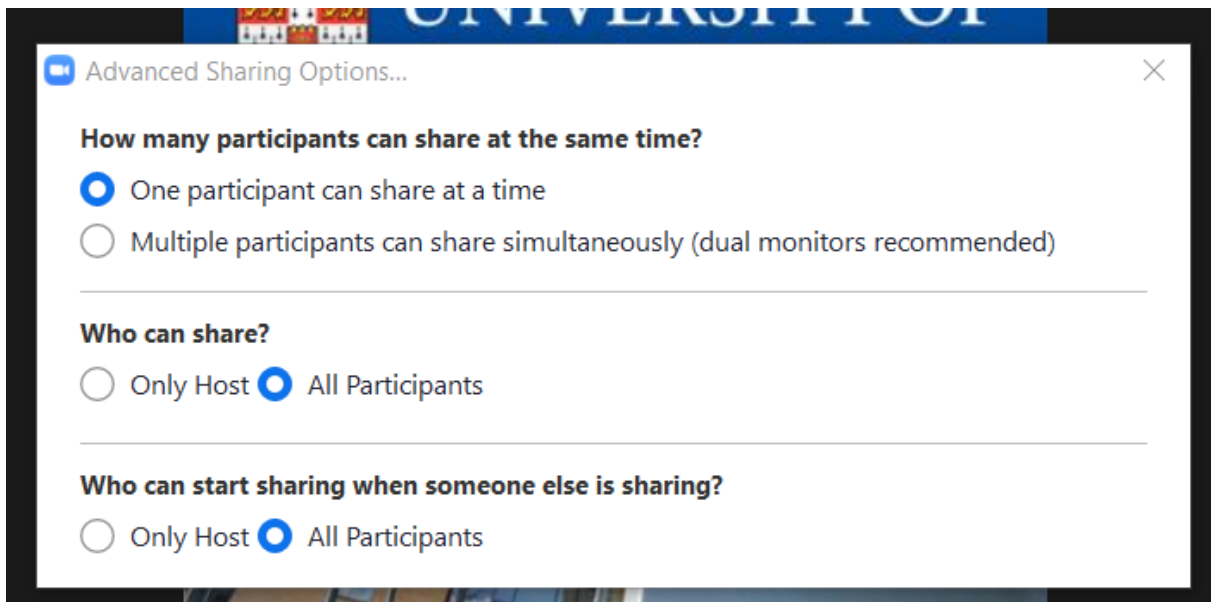 UNIVERSITY OF
Advanced Sharing Options...
How many participants can share at the same time?
One participant can share at a time
Multiple participants can share simultaneously (dual monitors recommended)
Who can share?
Only Host All Participants
Who can start sharing when someone else is sharing?
Only Host All Participants